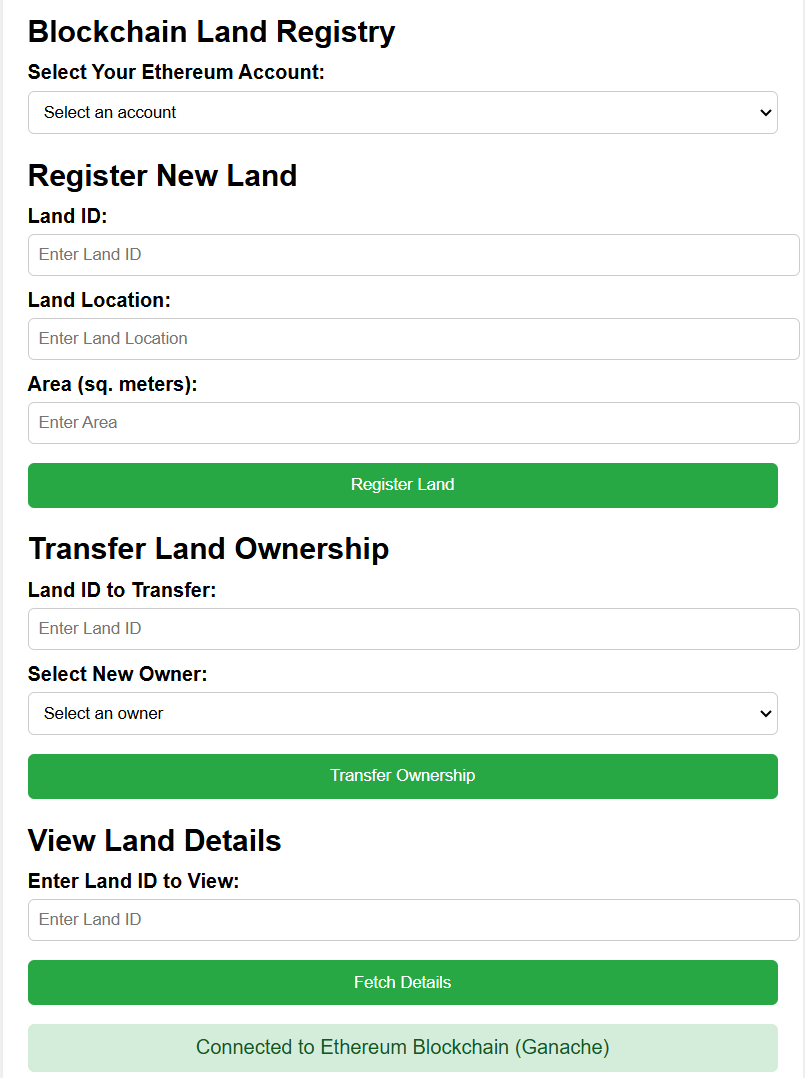 Blockchain Land Registry
Select Your Ethereum Account:
Select an account
Register New Land
Land ID:
Enter Land ID
Land Location:
Enter Land Location
Area (sq. meters):
Enter Area
Register Land
Transfer Land Ownership
Land ID to Transfer:
Enter Land ID
Select New Owner:
Select an owner
Transfer Ownership
View Land Details
Enter Land ID to View:
Enter Land ID
Fetch Details
Connected to Ethereum Blockchain (Ganache)